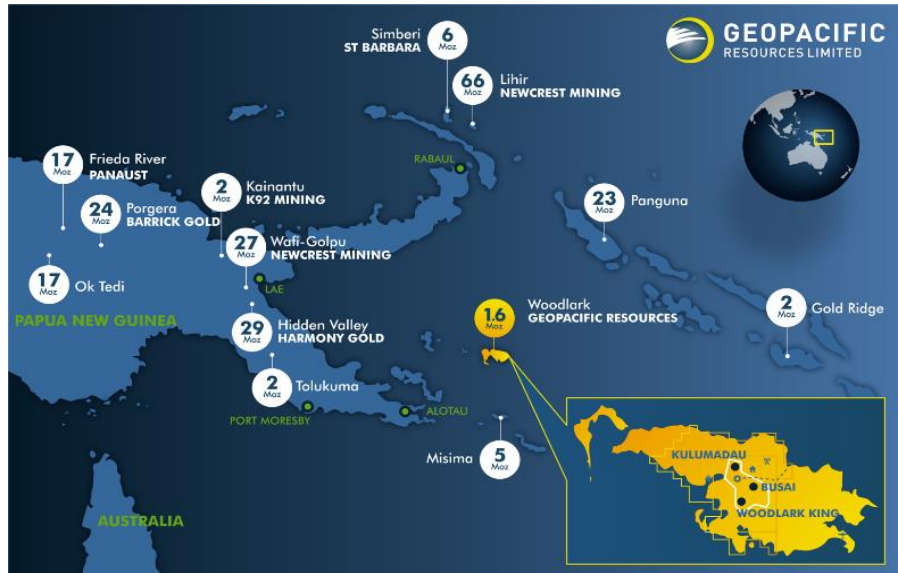 GEOPACIFIC
RESOURCES LIMITED
Simberi
ST BARBARA
6
Moz
66
Moz
Lihir
NEWCREST MINING
RABAUL
17
Moz
Frieda River
PANAUST
24
Moz
Porgera
BARRICK GOLD
2
Moz
Kainantu
K92 MINING
27
Moz
Wafi-Golpu
NEWCREST MINING
23
Moz
Panguna
17
Moz
Ok Tedi
LAE
PAPUA NEW GUINEA
29
Moz
Hidden Valley
HARMONY GOLD
1.6
Moz
Woodlark
GEOPACIFIC RESOURCES
2
Moz
Gold Ridge
2
Moz
Tolukuma
PORT MORESBY
ALOTAU
Misima
5
Moz
AUSTRALIA
KULUMADAU
BUSAI
WOODLARK KING